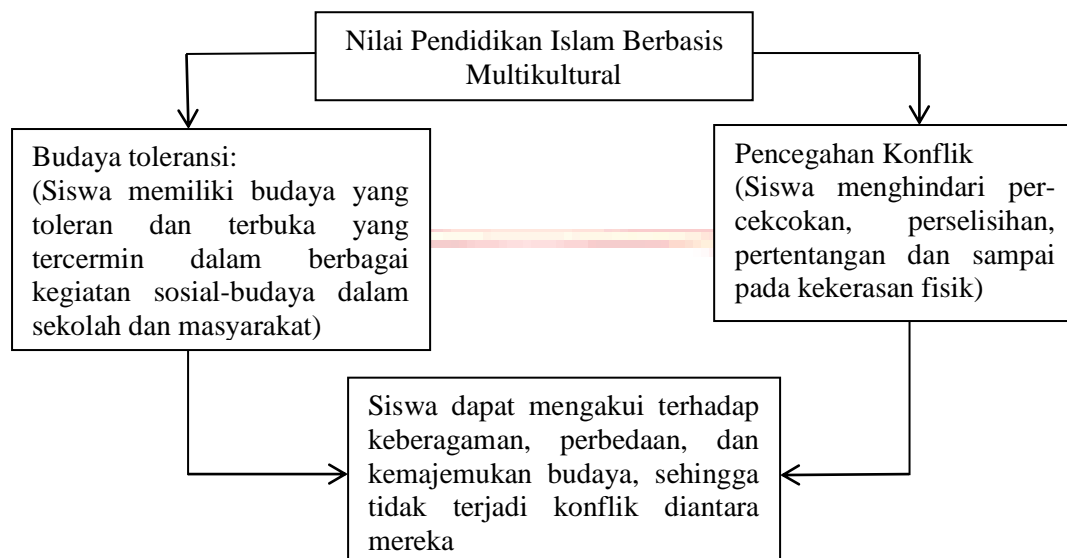 Nilai Pendidikan Islam Berbasis
Multikultural
Budaya toleransi:
(Siswa memiliki budaya yang
toleran dan terbuka yang
tercermin dalam berbagai
kegiatan sosial-budaya dalam
sekolah dan masyarakat)
Pencegahan Konflik
(Siswa menghindari per-
cekcokan, perselisihan,
pertentangan dan sampai
pada kekerasan fisik)
Siswa dapat mengakui terhadap
keberagaman, perbedaan, dan
kemajemukan budaya, sehingga
tidak terjadi konflik diantara
mereka